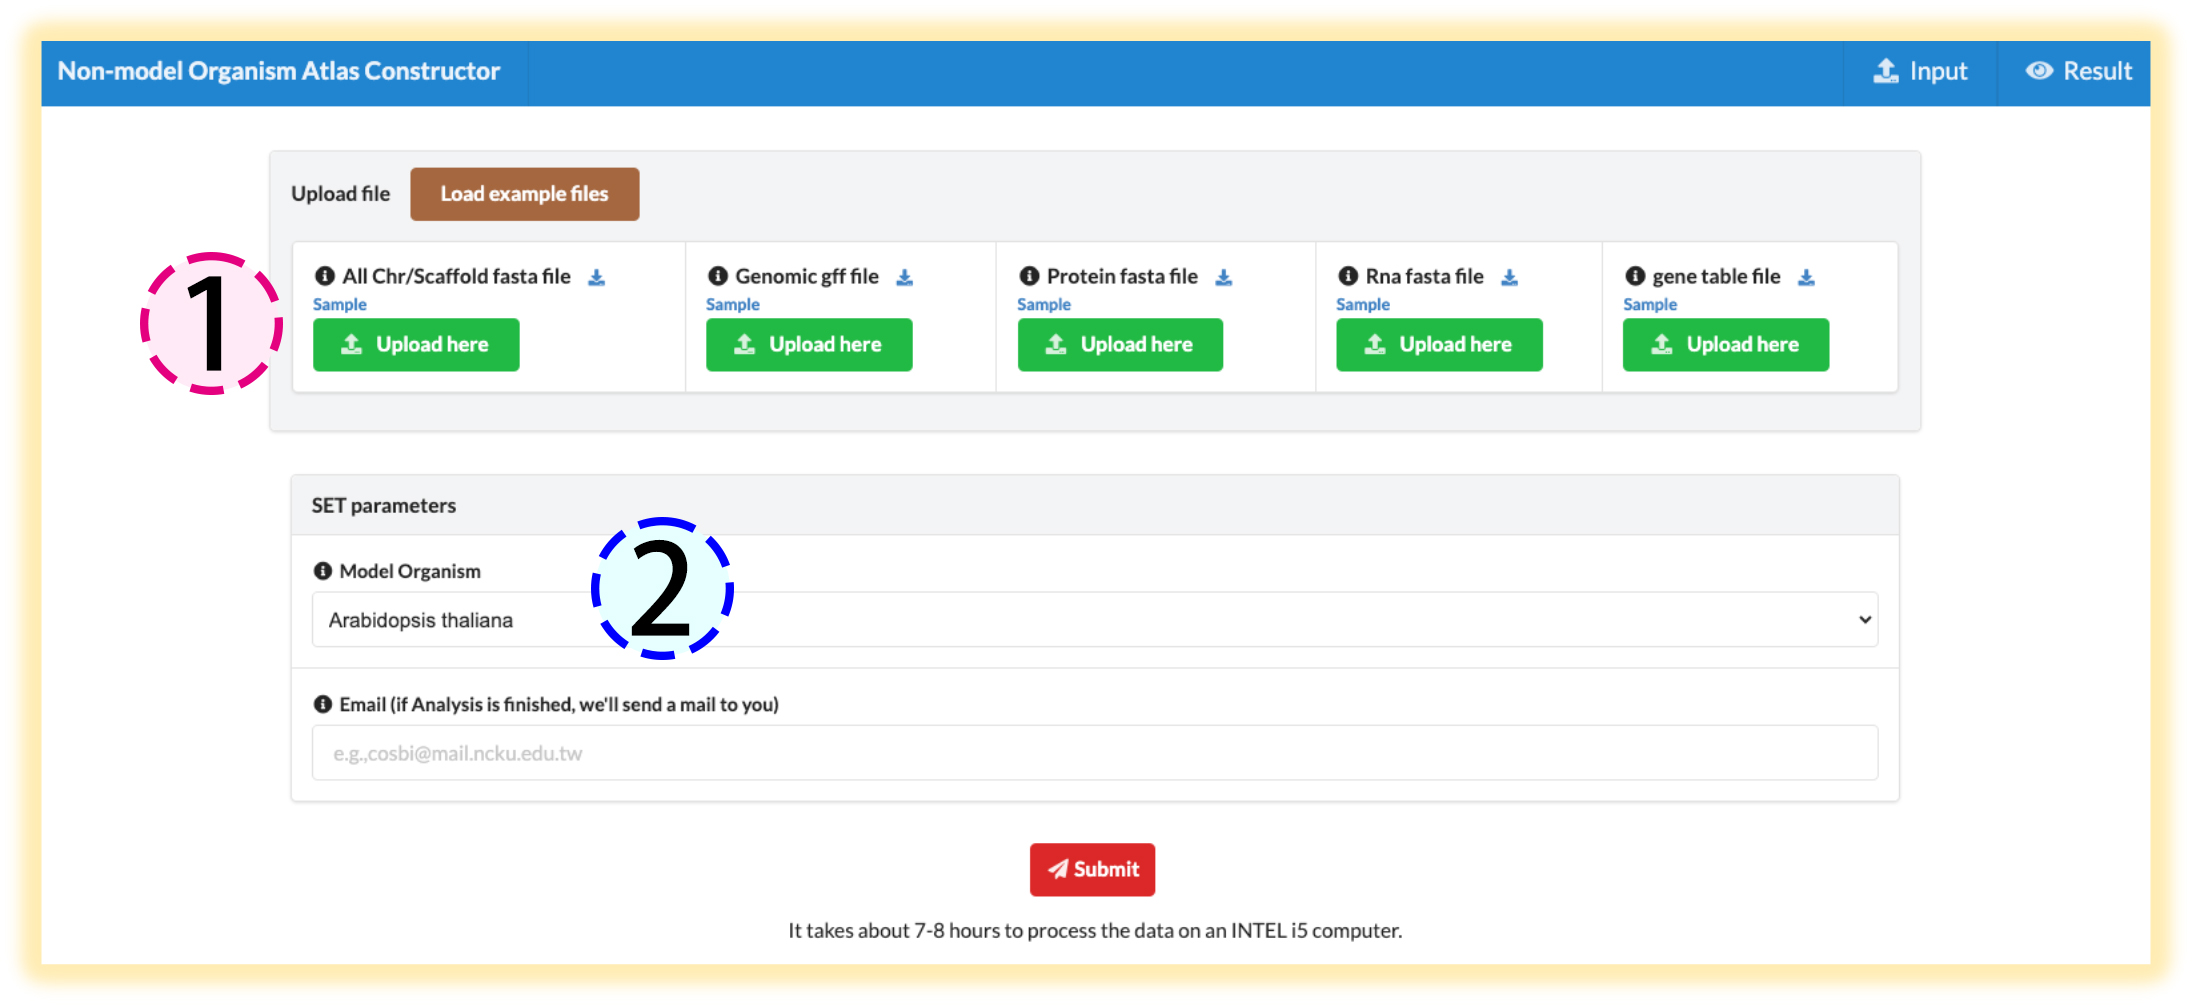 Non-model Organism Atlas Constructor
Input
Result
Upload file
Load example files
1
All Chr/Scaffold fasta file
Sample
Upload here
Genomic gff file
Sample
Upload here
Protein fasta file
Sample
Upload here
Rna fasta file
Sample
Upload here
gene table file
Sample
Upload here
SET parameters
2
Model Organism
Arabidopsis thaliana
Email (if Analysis is finished, we'll send a mail to you)
e.g.,cosbi@mail.ncku.edu.tw
Submit
It takes about 7-8 hours to process the data on an INTEL i5 computer.